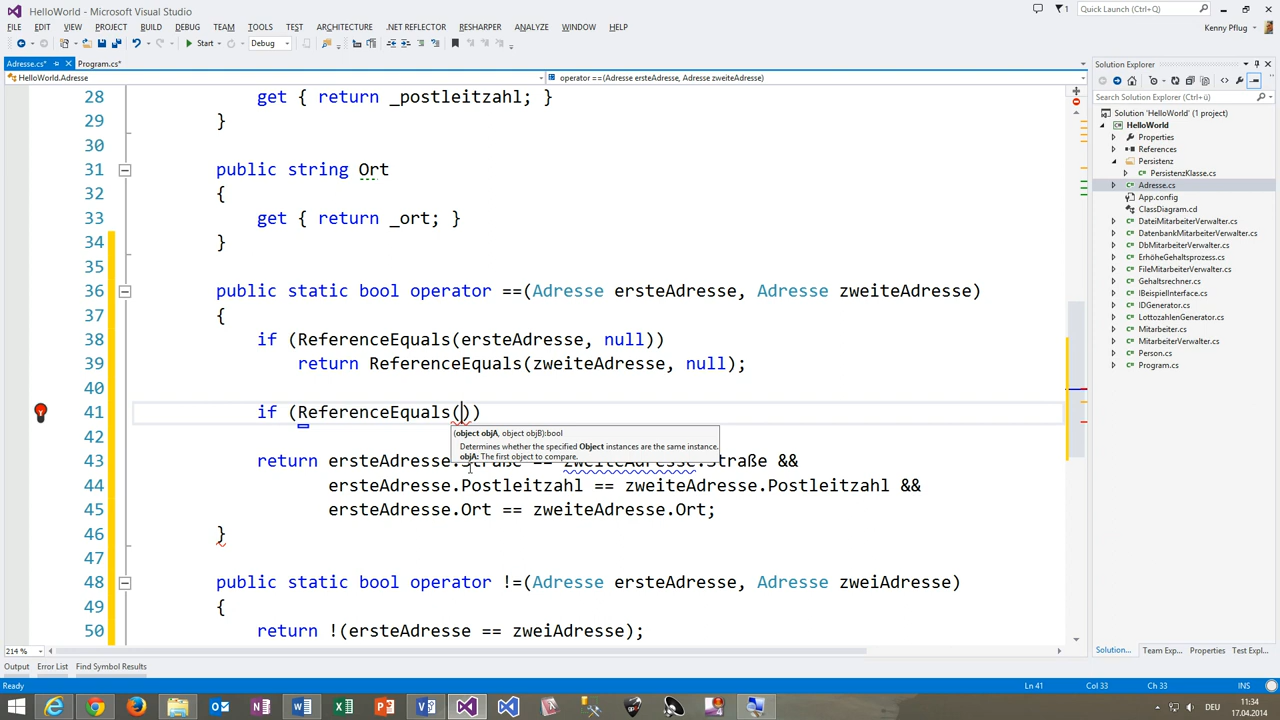 HelloWorld - Microsoft Visual Studio
1
Quick Launch (Ctrl+Q)
FILE EDIT VIEW PROJECT BUILD DEBUG TEAM TOOLS TEST ARCHITECTURE .NET REFLECTOR RESHARPER ANALYZE WINDOW HELP
Kenny Pflug
Start
Debug
Adresse.cs*
Program.cs*
HelloWorld.Adresse
operator ==(Adresse ersteAdresse, Adresse zweiteAdresse)
28 get { return _postleitzahl; }
29 }
30
31 public string Ort
32 {
33 get { return _ort; }
34 }
35
36 public static bool operator ==(Adresse ersteAdresse, Adresse zweiteAdresse)
37 {
38 if (ReferenceEquals(ersteAdresse, null))
39 return ReferenceEquals(zweiteAdresse, null);
40
41 if (ReferenceEquals())
(object objA, object objB):bool
Determines whether the specified Object instances are the same instance.
objA: The first object to compare.
42
43 return ersteAdresse.Straße == zweiteAdresse.Straße &&
44 ersteAdresse.Postleitzahl == zweiteAdresse.Postleitzahl &&
45 ersteAdresse.Ort == zweiteAdresse.Ort;
46 }
47
48 public static bool operator !=(Adresse ersteAdresse, Adresse zweiAdresse)
49 {
50 return !(ersteAdresse == zweiAdresse);
214 %
Solution Explorer
Search Solution Explorer (Ctrl+ü)
Solution 'HelloWorld' (1 project)
HelloWorld
Properties
References
Persistenz
PersistenzKlasse.cs
Adresse.cs
App.config
ClassDiagram.cd
DateiMitarbeiterVerwalter.cs
DatenbankMitarbeiterVerwalter.cs
DbMitarbeiterVerwalter.cs
ErhöheGehaltsprozess.cs
FileMitarbeiterVerwalter.cs
Gehaltsrechner.cs
IBeispielInterface.cs
IDGenerator.cs
LottozahlenGenerator.cs
Mitarbeiter.cs
MitarbeiterVerwalter.cs
Person.cs
Program.cs
Solution... Team Exp... Properties Test Expl...
Output Error List Find Symbol Results
Ready
Ln 41 Col 33 Ch 33 INS
DEU
11:34
17.04.2014